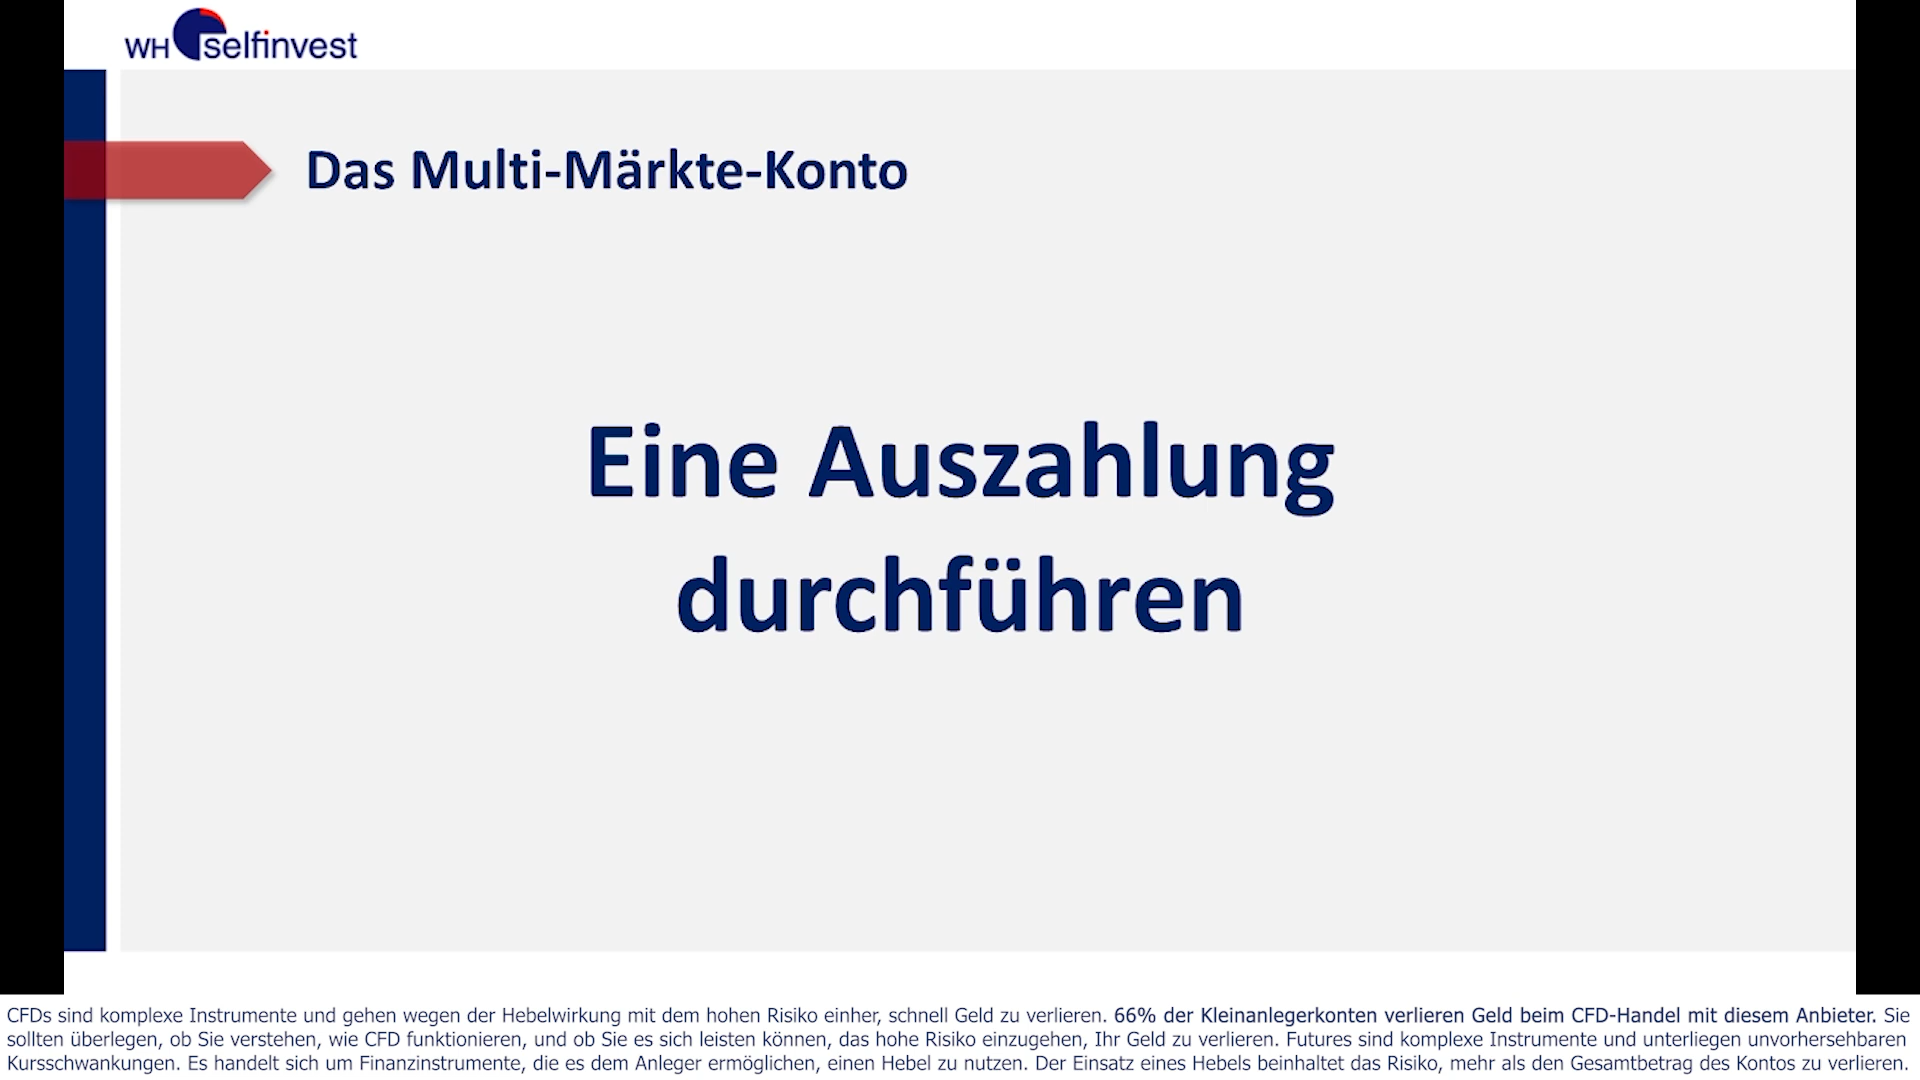 WH selfinvest
Das Multi-Märkte-Konto
Eine Auszahlung
durchführen
CFDs sind komplexe Instrumente und gehen wegen der Hebelwirkung mit dem hohen Risiko einher, schnell Geld zu verlieren. 66% der Kleinanlegerkonten verlieren Geld beim CFD-Handel mit diesem Anbieter. Sie
sollten überlegen, ob Sie verstehen, wie CFD funktionieren, und ob Sie es sich leisten können, das hohe Risiko einzugehen, Ihr Geld zu verlieren. Futures sind komplexe Instrumente und unterliegen unvorhersehbaren
Kursschwankungen. Es handelt sich um Finanzinstrumente, die es dem Anleger ermöglichen, einen Hebel zu nutzen. Der Einsatz eines Hebels beinhaltet das Risiko, mehr als den Gesamtbetrag des Kontos zu verlieren.